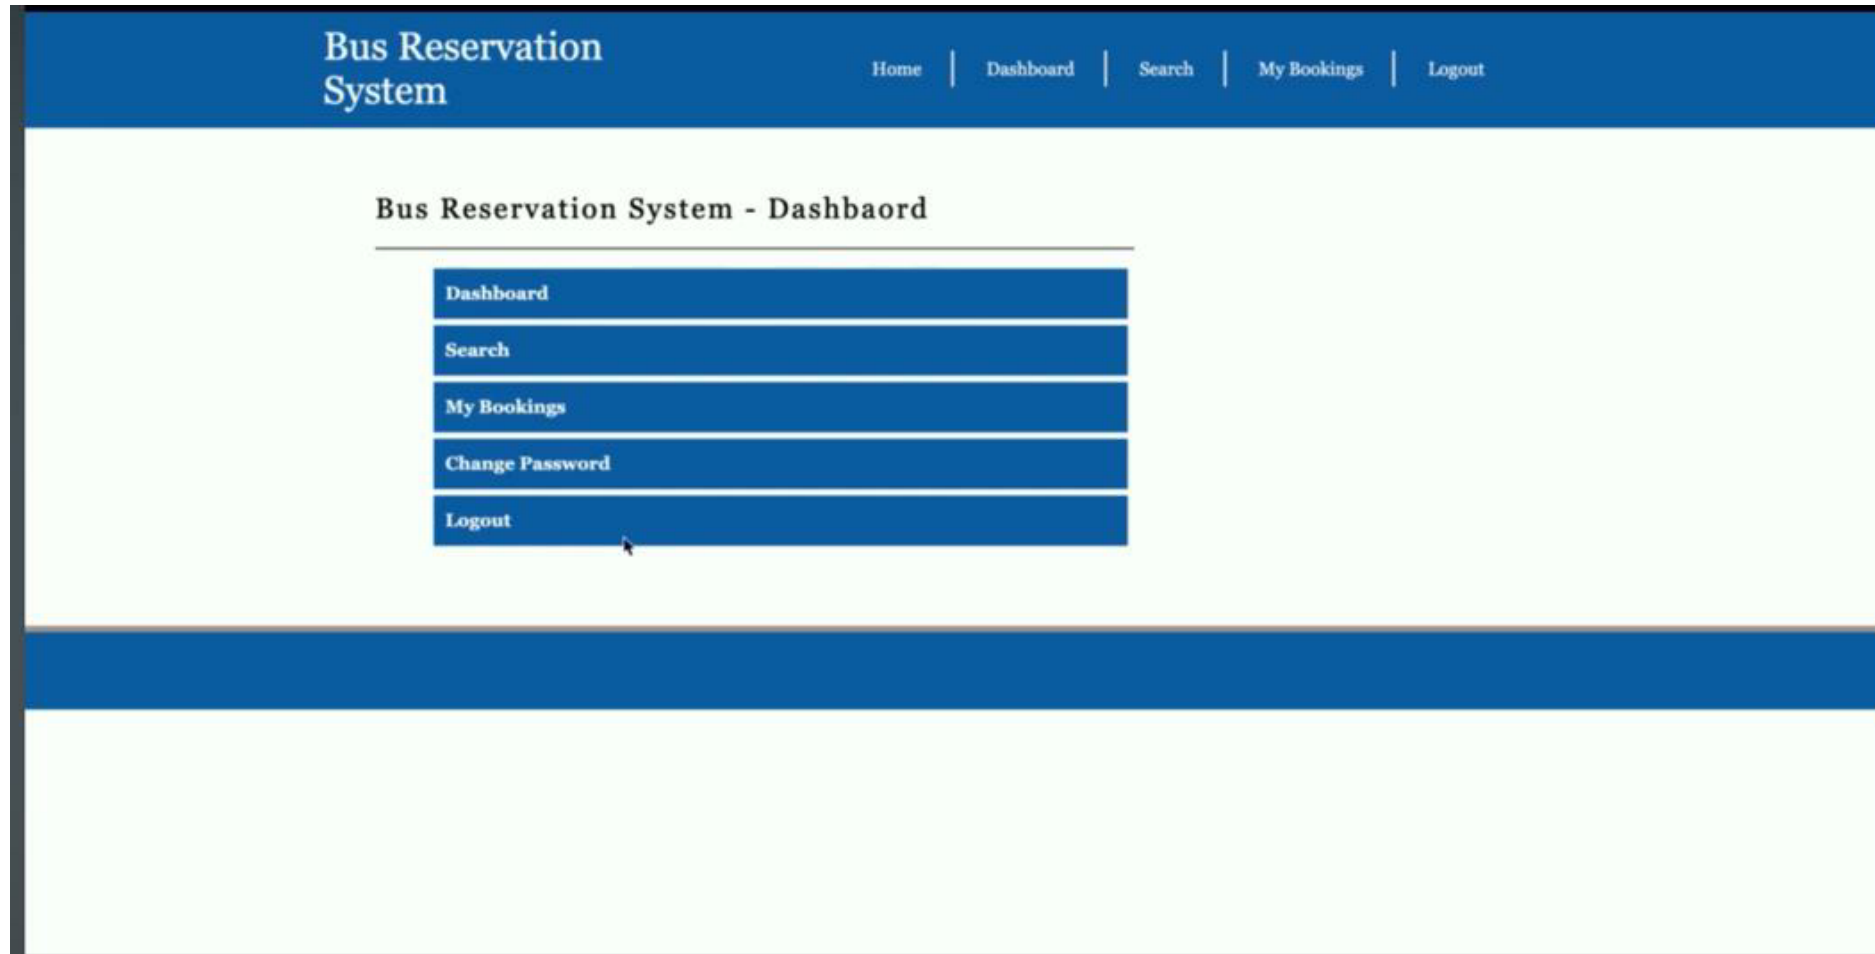 Bus Reservation
System
Home
Dashboard
Search
My Bookings
Logout
Bus Reservation System - Dashbaord
Dashboard
Search
My Bookings
Change Password
Logout